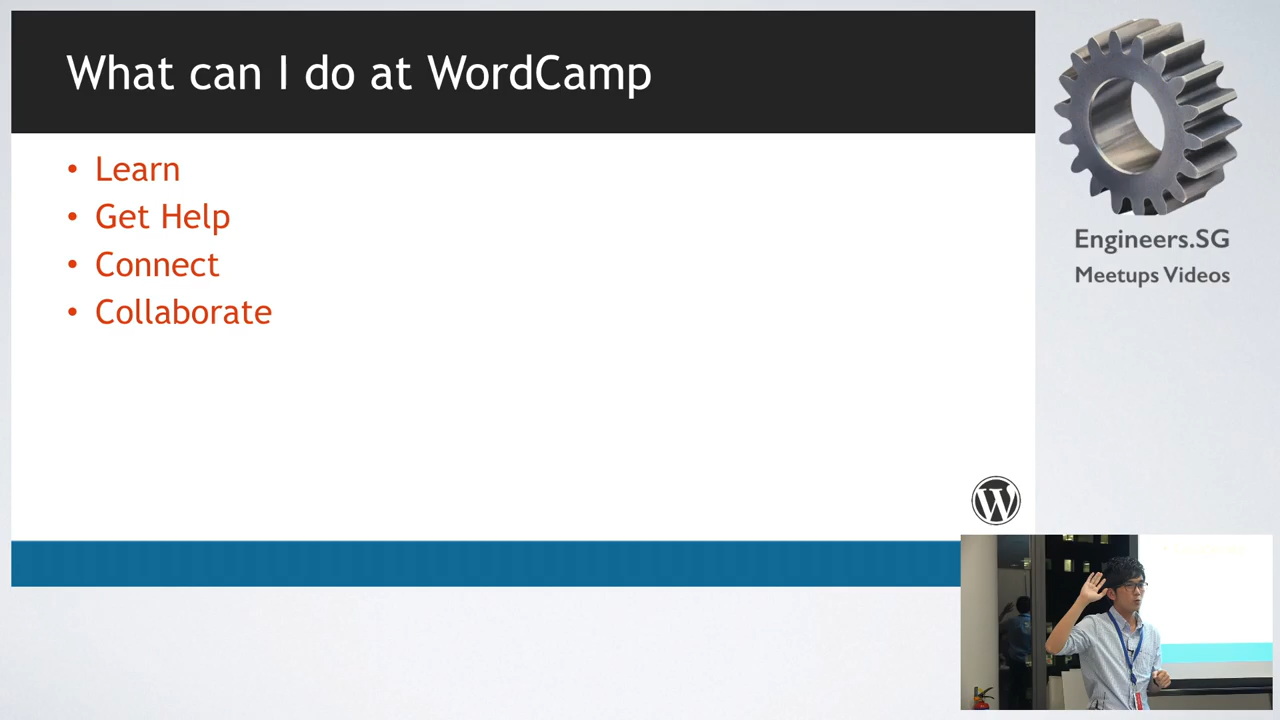 What can I do at WordCamp
• Learn
• Get Help
• Connect
• Collaborate
Engineers.SG
Meetups Videos